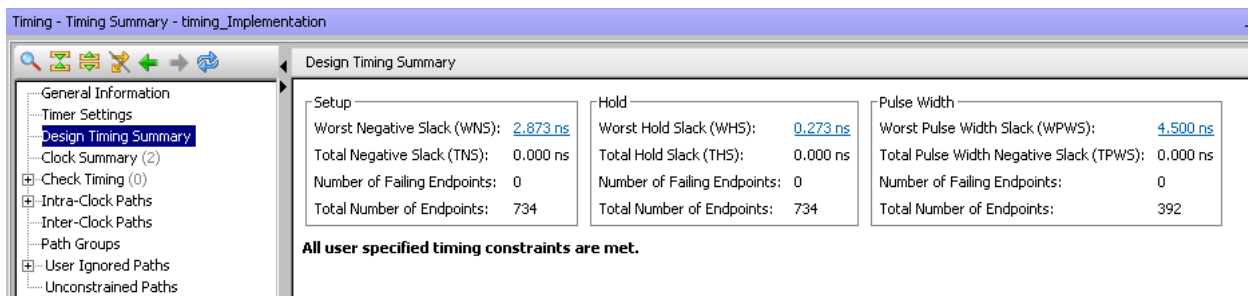 Timing - Timing Summary - timing_Implementation
General Information
Timer Settings
Design Timing Summary
Clock Summary (2)
Check Timing (0)
Intra-Clock Paths
Inter-Clock Paths
Path Groups
User Ignored Paths
Unconstrained Paths
Design Timing Summary
Setup
Worst Negative Slack (WNS): 2.873 ns
Total Negative Slack (TNS): 0.000 ns
Number of Failing Endpoints: 0
Total Number of Endpoints: 734
Hold
Worst Hold Slack (WHS): 0.273 ns
Total Hold Slack (THS): 0.000 ns
Number of Failing Endpoints: 0
Total Number of Endpoints: 734
Pulse Width
Worst Pulse Width Slack (WPWS): 4.500 ns
Total Pulse Width Negative Slack (TPWS): 0.000 ns
Number of Failing Endpoints: 0
Total Number of Endpoints: 392
All user specified timing constraints are met.